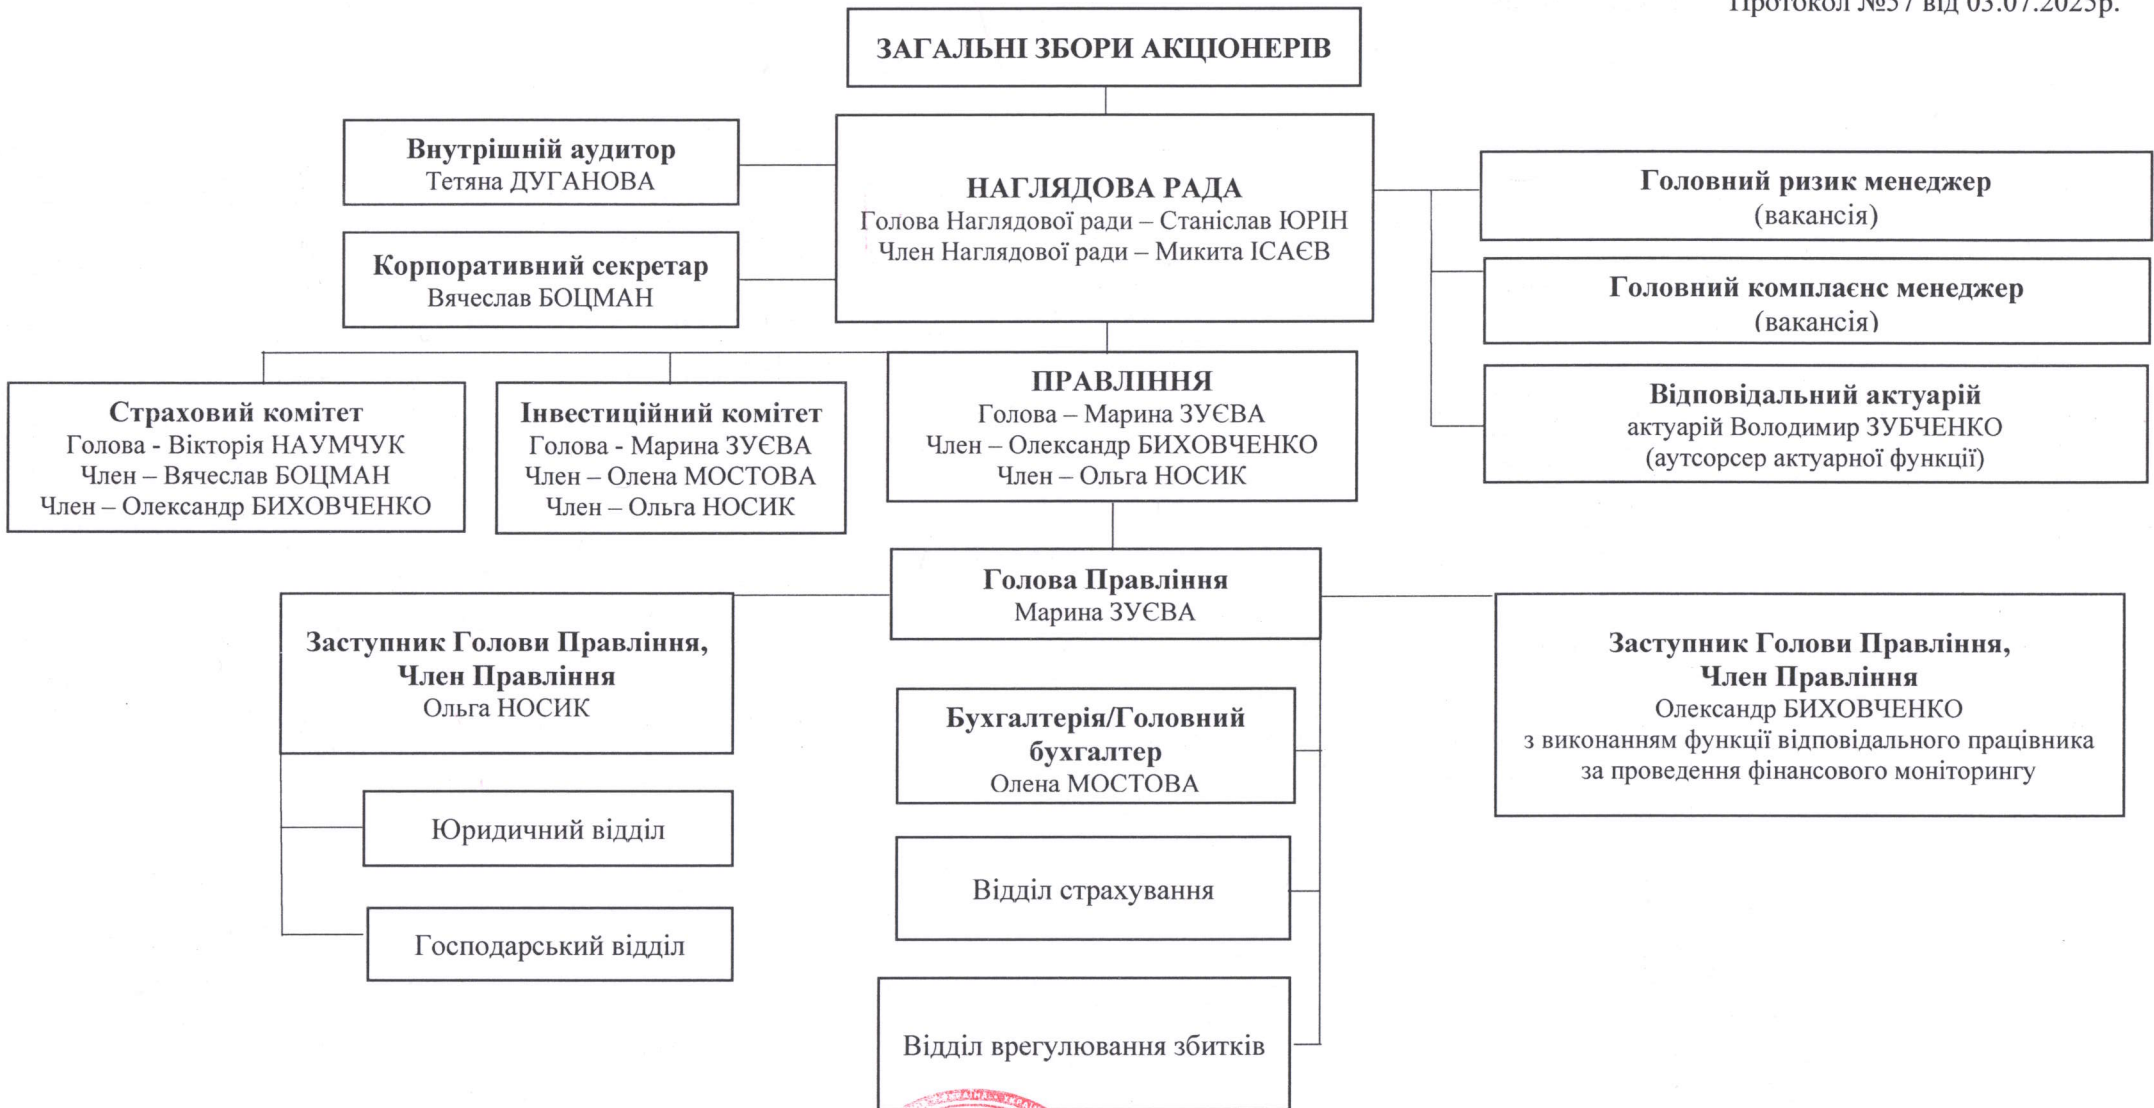 Протокол №57 від 03.07.2025р.
ЗАГАЛЬНІ ЗБОРИ АКЦІОНЕРІВ
Внутрішній аудитор
Тетяна ДУГАНОВА
Корпоративний секретар
Вячеслав БОЦМАН
НАГЛЯДОВА РАДА
Голова Наглядової ради – Станіслав ЮРІН
Член Наглядової ради – Микита ІСАЄВ
Головний ризик менеджер
(вакансія)
Головний комплаєнс менеджер
(вакансія)
Відповідальний актуарій
актуарій Володимир ЗУБЧЕНКО
(аутсорсер актуарної функції)
Страховий комітет
Голова - Вікторія НАУМЧУК
Член – Вячеслав БОЦМАН
Член – Олександр БИХОВЧЕНКО
Інвестиційний комітет
Голова - Марина ЗУЄВА
Член – Олена МОСТОВА
Член – Ольга НОСИК
ПРАВЛІННЯ
Голова – Марина ЗУЄВА
Член – Олександр БИХОВЧЕНКО
Член – Ольга НОСИК
Голова Правління
Марина ЗУЄВА
Заступник Голови Правління,
Член Правління
Ольга НОСИК
Юридичний відділ
Господарський відділ
Бухгалтерія/Головний
бухгалтер
Олена МОСТОВА
Відділ страхування
Відділ врегулювання збитків
Заступник Голови Правління,
Член Правління
Олександр БИХОВЧЕНКО
з виконанням функції відповідального працівника
за проведення фінансового моніторингу